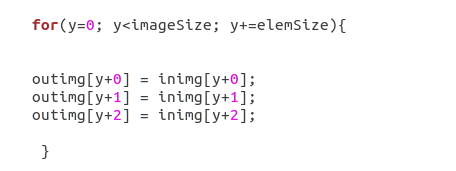 for(y=0; y<imageSize; y+=elemSize){
outimg[y+0] = inimg[y+0];
outimg[y+1] = inimg[y+1];
outimg[y+2] = inimg[y+2];
}